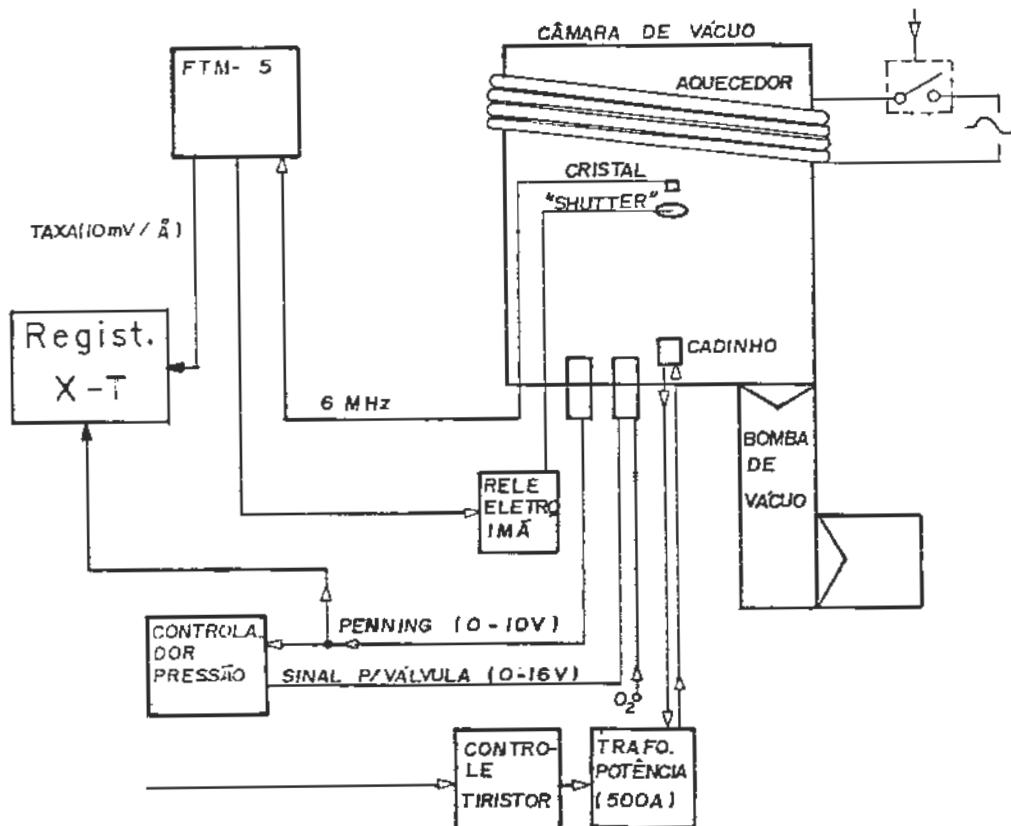 FTM- 5
CÂMARA DE VÁCUO
AQUECEDOR
CRISTAL
"SHUTTER"
TAXA(10mV/Å)
Regist.
X-T
6 MHz
CADINHO
BOMBA
DE
VÁCUO
RELÉ
ELETRO
IMÃ
PENNING (0-10V)
CONTROLA.
DOR
PRESSÃO
SINAL P/VÁLVULA (0-16V)
O2
CONTRO-
LE
TIRISTOR
TRAFO.
POTÊNCIA
(500A)